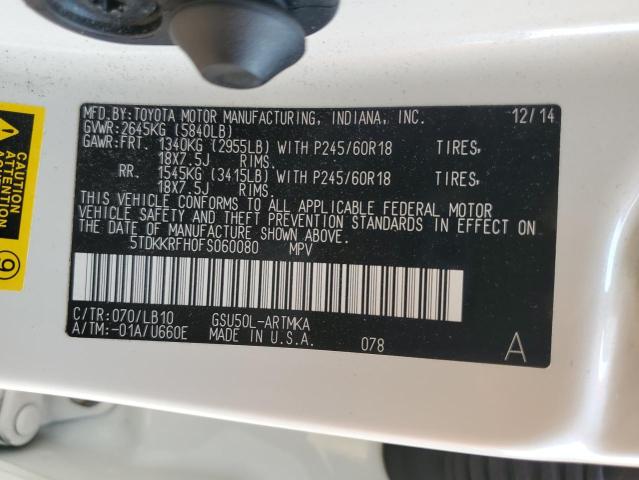 MFD.BY:TOYOTA MOTOR MANUFACTURING, INDIANA, INC. 12/14
GVWR:2645KG (5840LB)
GAWR:FRT. 1340KG (2955LB) WITH P245/60R18 TIRES,
18X7.5J RIMS.
RR. 1545KG (3415LB) WITH P245/60R18 TIRES,
18X7.5J RIMS.
THIS VEHICLE CONFORMS TO ALL APPLICABLE FEDERAL MOTOR
VEHICLE SAFETY AND THEFT PREVENTION STANDARDS IN EFFECT ON
THE DATE OF MANUFACTURE SHOWN ABOVE.
5TDKKRFH0FS060080 MPV
C/TR:070/LB10 GSU50L-ARTMKA
A/TM:-01A/U660E MADE IN U.S.A. 078 A
9